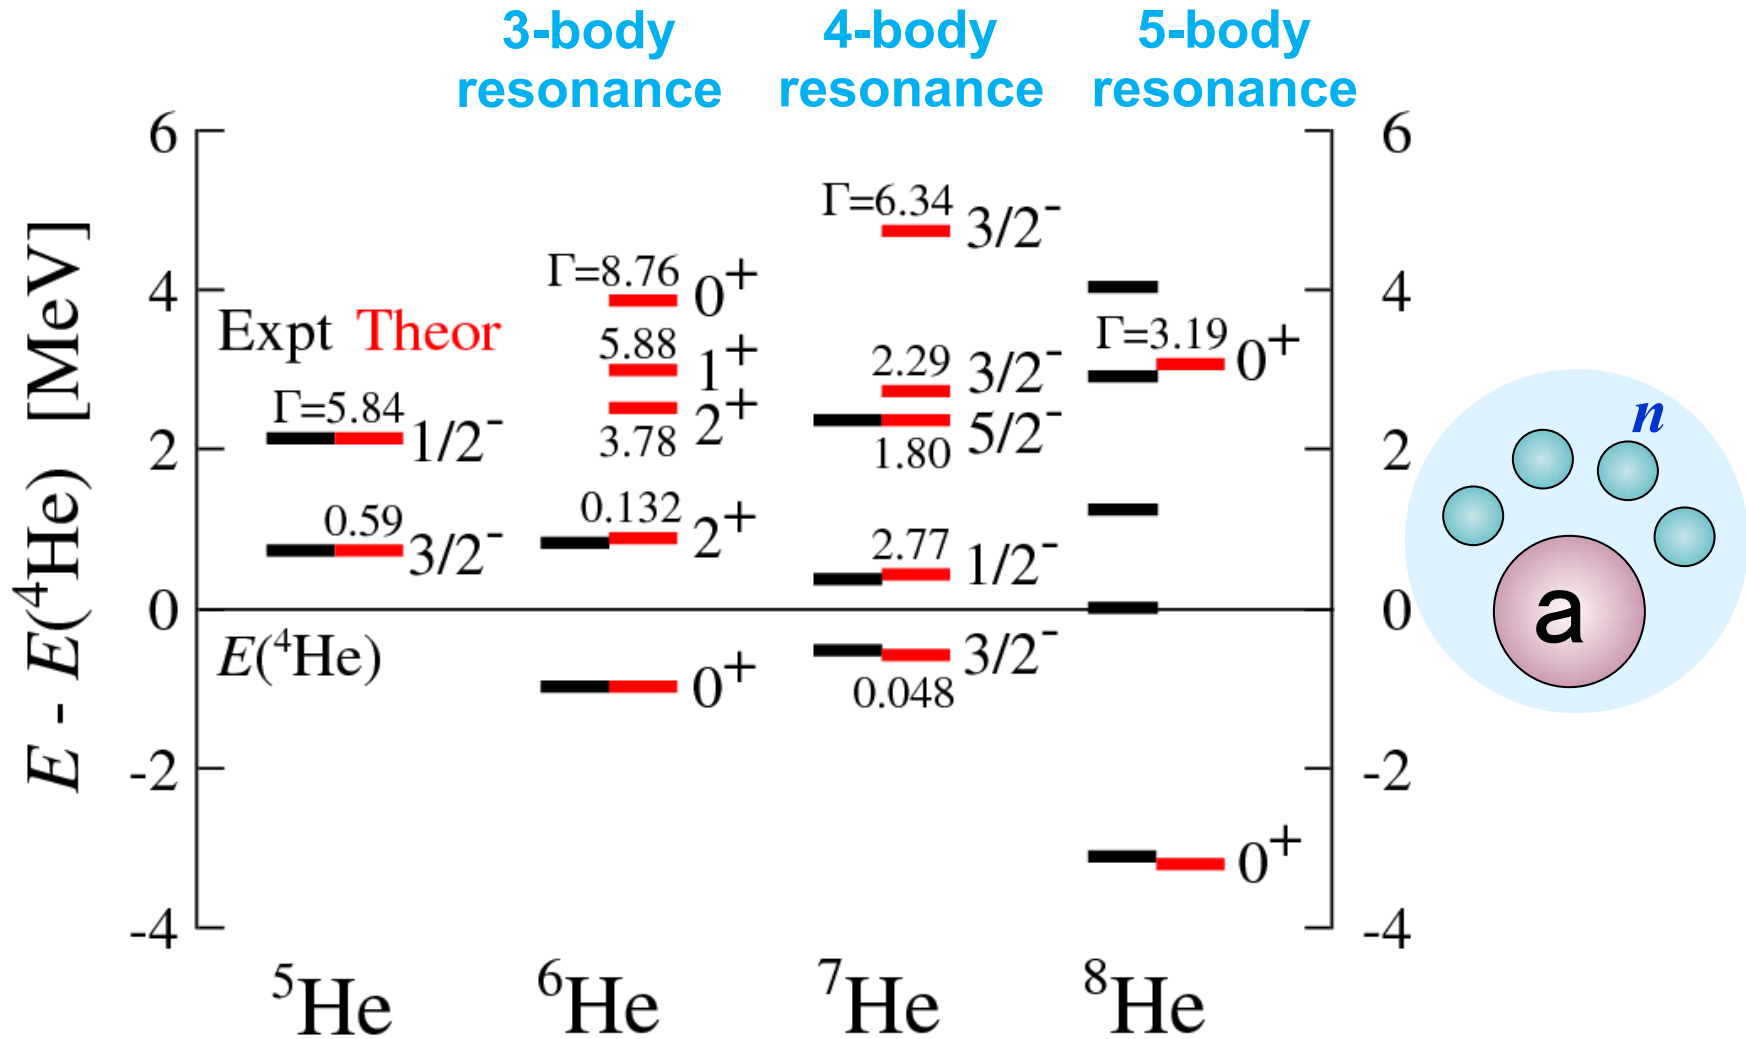 3-body
resonance
4-body
resonance
5-body
resonance
E - E(⁴He) [MeV]
6
4
2
0
-2
-4
Expt Theor
E(⁴He)
Γ=5.84
1/2⁻
0.59
3/2⁻
⁵He
Γ=8.76
0⁺
5.88
1⁺
2⁺
3.78
0.132
2⁺
0⁺
⁶He
Γ=6.34
3/2⁻
2.29
3/2⁻
5/2⁻
1.80
2.77
1/2⁻
3/2⁻
0.048
⁷He
Γ=3.19
0⁺
0⁺
⁸He
6
4
2
0
-2
-4
n
a